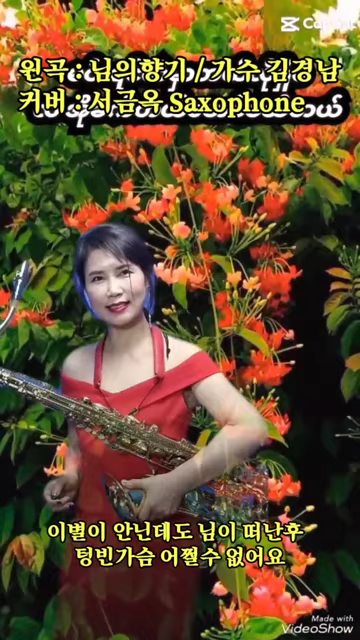 원곡 : 님의향기 / 가수 김경남
커버 : 서금옥 Saxophone
이별이 안닌데도 님이 떠난후
텅빈가슴 어쩔수 없어요
Made with
VideoShow